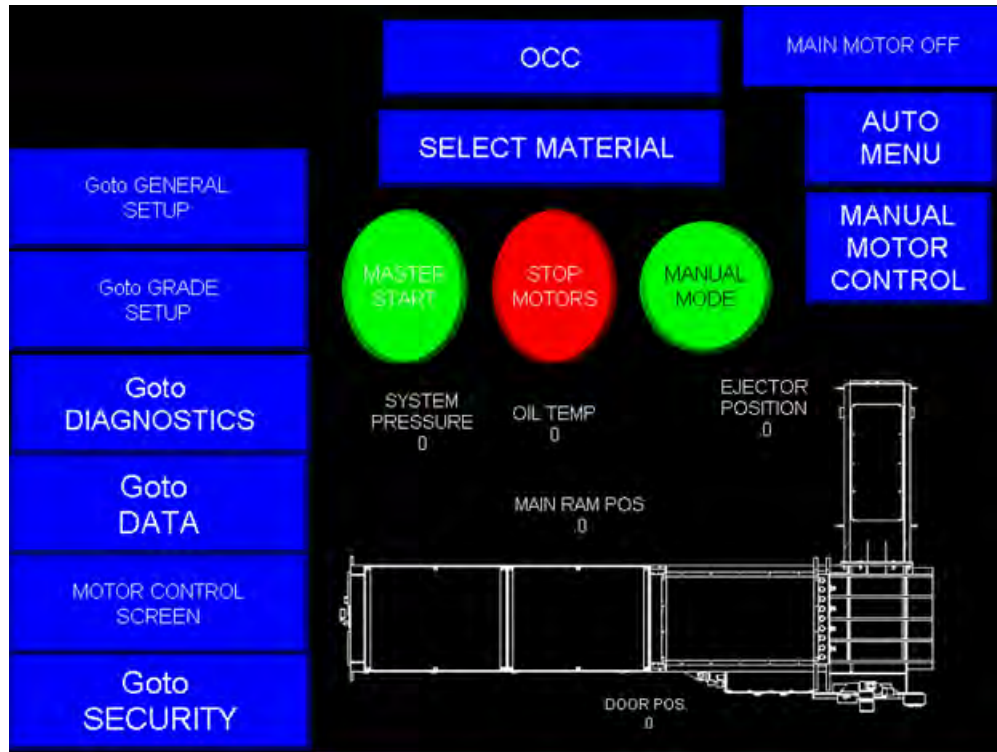 OCC
MAIN MOTOR OFF
SELECT MATERIAL
AUTO
MENU
Goto GENERAL
SETUP
MANUAL
MOTOR
CONTROL
MASTER
START
STOP
MOTORS
MANUAL
MODE
Goto GRADE
SETUP
Goto
DIAGNOSTICS
SYSTEM
PRESSURE
0
OIL TEMP
0
EJECTOR
POSITION
.0
Goto
DATA
MAIN RAM POS
.0
MOTOR CONTROL
SCREEN
Goto
SECURITY
DOOR POS.
.0